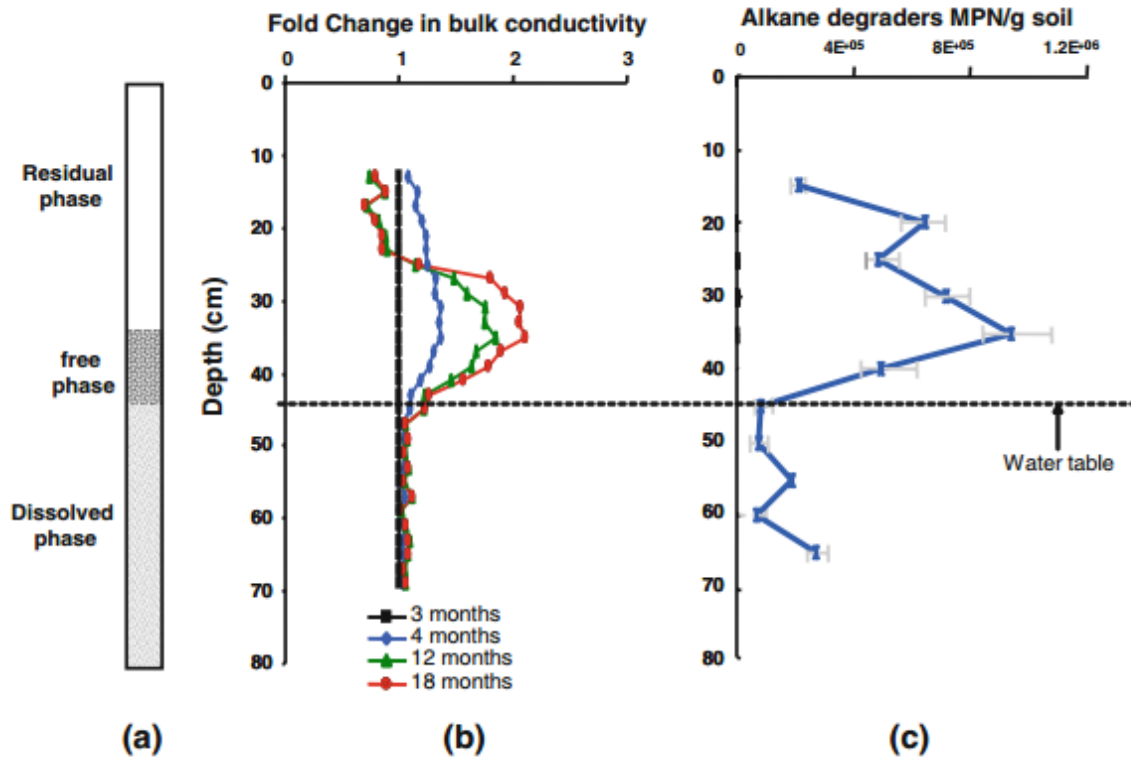 Fold Change in bulk conductivity
0 1 2 3
Alkane degraders MPN/g soil
0 4E+05 8E+05 1.2E+06
Residual
phase
free
phase
Dissolved
phase
Depth (cm)
0
10
20
30
40
50
60
70
80
3 months
4 months
12 months
18 months
0
10
20
30
40
50
60
70
80
Water table
(a) (b) (c)